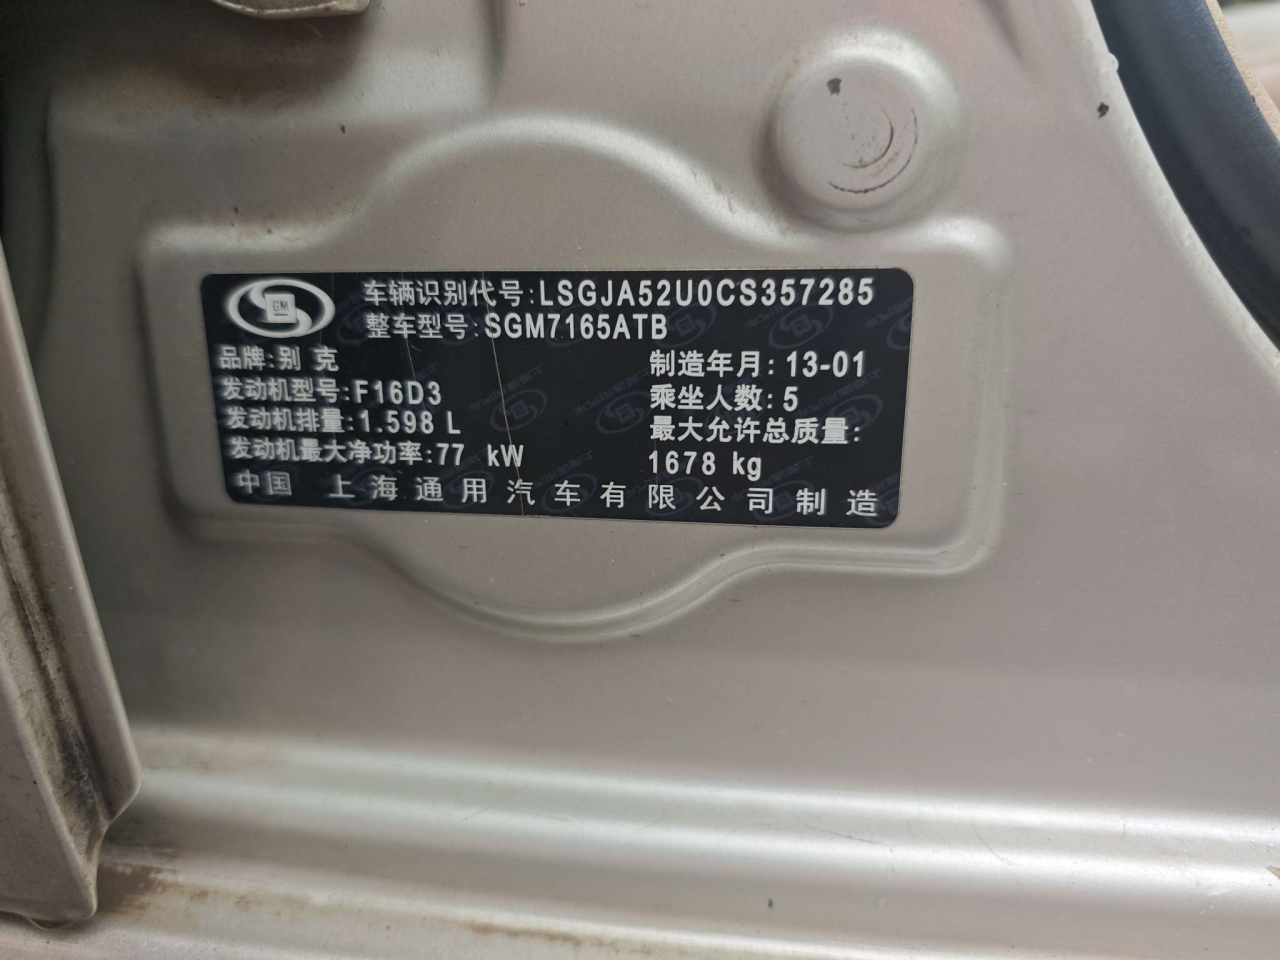 GM
车辆识别代号:LSGJA52U0CS357285
整车型号:SGM7165ATB
品牌:别 克
制造年月: 13-01
发动机型号:F16D3
乘坐人数: 5
发动机排量:1.598 L
最大允许总质量:
发动机最大净功率:77 kW
1678 kg
中国 上海通用汽车有限公司制造